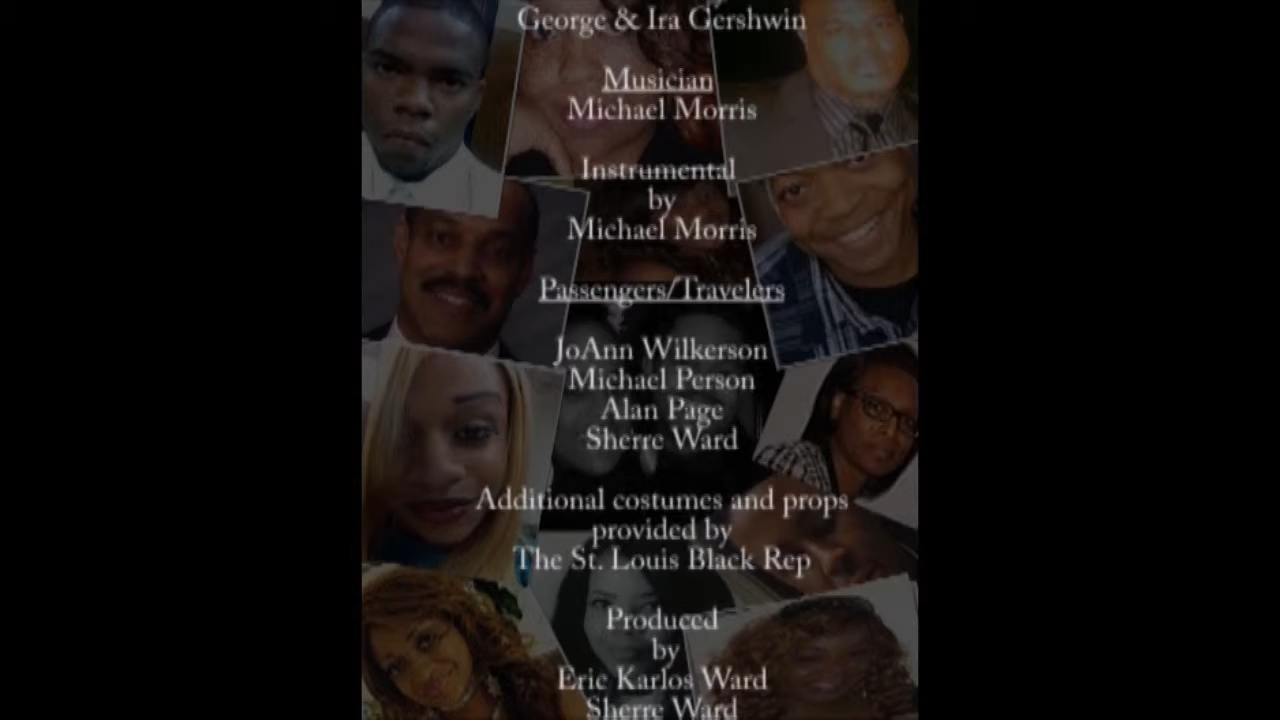 George & Ira Gershwin
Musician
Michael Morris
Instrumental
by
Michael Morris
Passengers/Travelers
JoAnn Wilkerson
Michael Person
Alan Page
Sherre Ward
Additional costumes and props
provided by
The St. Louis Black Rep
Produced
by
Eric Karlos Ward
Sherre Ward